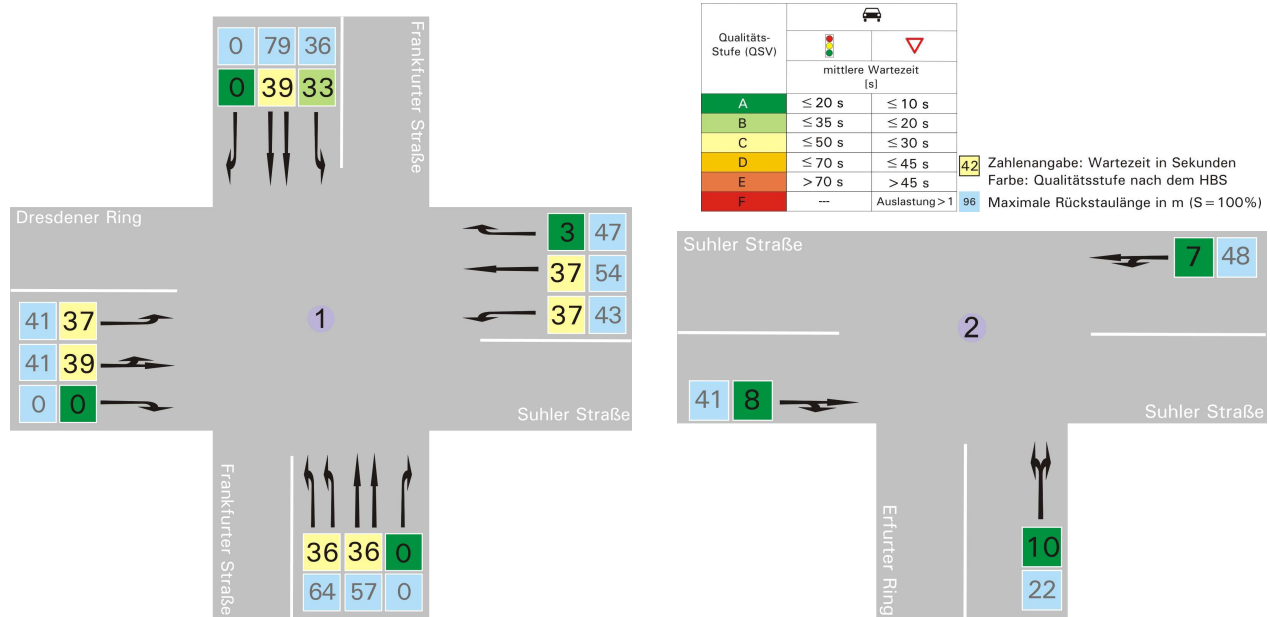 0 79 36
0 39 33
Frankfurter Straße
Dresdener Ring
3 47
37 54
37 43
41 37
41 39
0 0
1
Suhler Straße
Frankfurter Straße
36 36 0
64 57 0
Qualitäts-
Stufe (QSV)
mittlere Wartezeit
[s]
A ≤ 20 s ≤ 10 s
B ≤ 35 s ≤ 20 s
C ≤ 50 s ≤ 30 s
D ≤ 70 s ≤ 45 s
E > 70 s > 45 s
F --- Auslastung > 1
42 Zahlenangabe: Wartezeit in Sekunden
Farbe: Qualitätsstufe nach dem HBS
96 Maximale Rückstaulänge in m (S = 100%)
Suhler Straße
7 48
2
41 8
Suhler Straße
Erfurter Ring
10
22